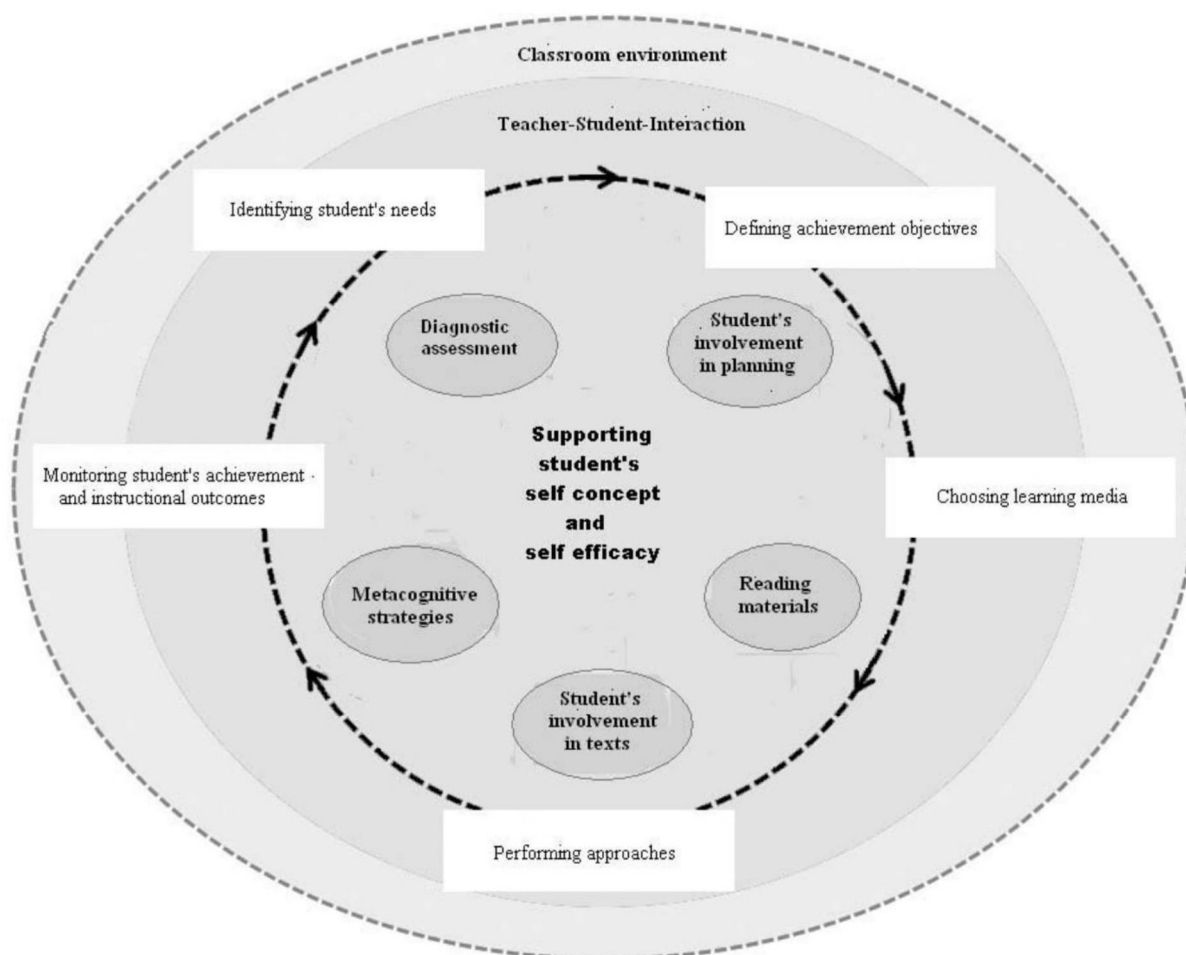 Classroom environment
Teacher-Student-Interaction
Identifying student's needs
Defining achievement objectives
Diagnostic
assessment
Student's
involvement
in planning
Supporting
student's
self concept
and
self efficacy
Monitoring student's achievement
and instructional outcomes
Choosing learning media
Metacognitive
strategies
Reading
materials
Student's
involvement
in texts
Performing approaches